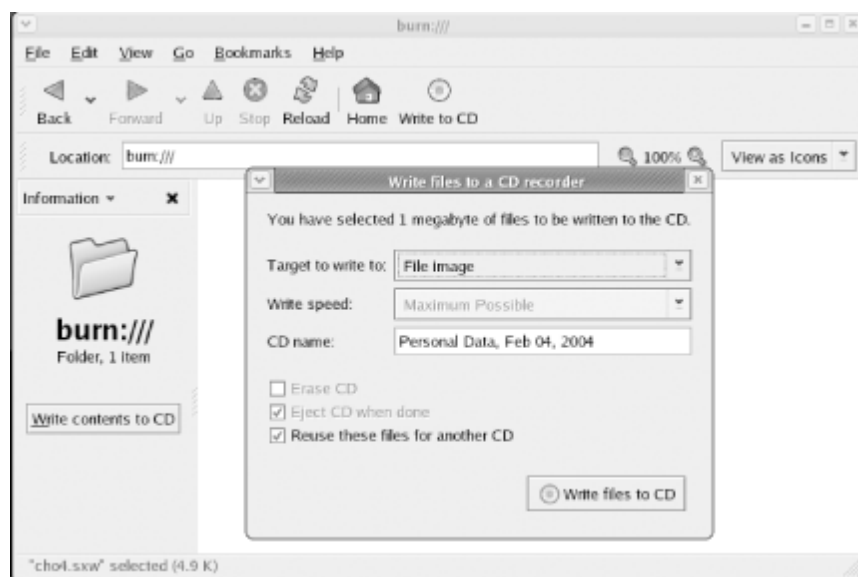 burn:///
File Edit View Go Bookmarks Help
Back Forward Up Stop Reload Home Write to CD
Location: burn:/// 100% View as Icons
Information
burn:///
Folder, 1 item
Write contents to CD
Write files to a CD recorder
You have selected 1 megabyte of files to be written to the CD.
Target to write to: File image
Write speed: Maximum Possible
CD name: Personal Data, Feb 04, 2004
Erase CD
Eject CD when done
Reuse these files for another CD
Write files to CD
"cho4.sxw" selected (4.9 K)